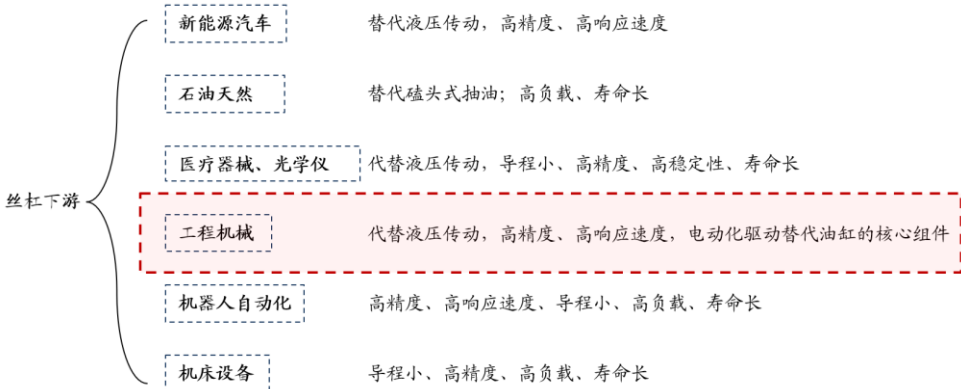 新能源汽车 替代液压传动，高精度、高响应速度
石油天然 替代磕头式抽油；高负载、寿命长
医疗器械、光学仪 代替液压传动，导程小、高精度、高稳定性、寿命长
丝杠下游
工程机械 代替液压传动，高精度、高响应速度，电动化驱动替代油缸的核心组件
机器人自动化 高精度、高响应速度、导程小、高负载、寿命长
机床设备 导程小、高精度、高负载、寿命长